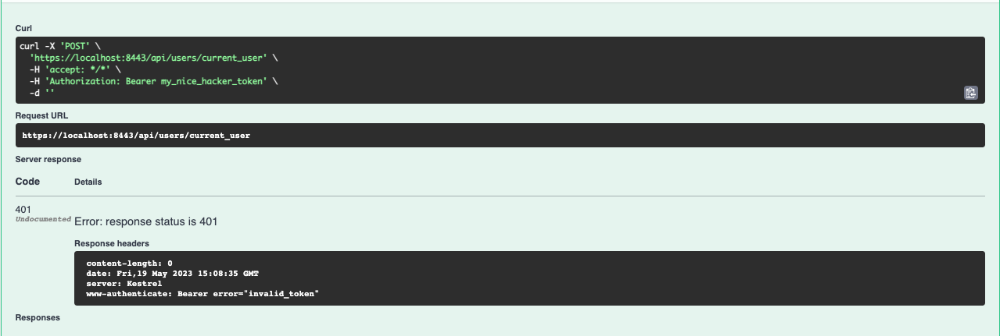 Curl
curl -X 'POST' \
'https://localhost:8443/api/users/current_user' \
-H 'accept: */*' \
-H 'Authorization: Bearer my_nice_hacker_token' \
-d ''
Request URL
https://localhost:8443/api/users/current_user
Server response
Code Details
401
Undocumented Error: response status is 401
Response headers
content-length: 0
date: Fri,19 May 2023 15:08:35 GMT
server: Kestrel
www-authenticate: Bearer error="invalid_token"
Responses